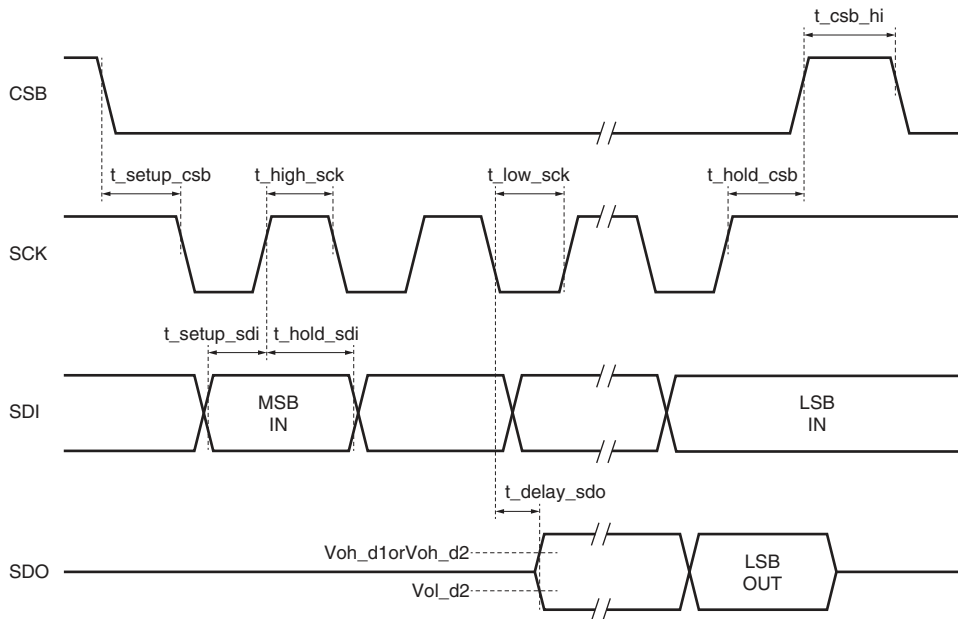 t_csb_hi
CSB
t_setup_csb
t_high_sck
t_low_sck
t_hold_csb
SCK
t_setup_sdi
t_hold_sdi
SDI
MSB
IN
LSB
IN
t_delay_sdo
Voh_d1orVoh_d2
SDO
LSB
OUT
Vol_d2